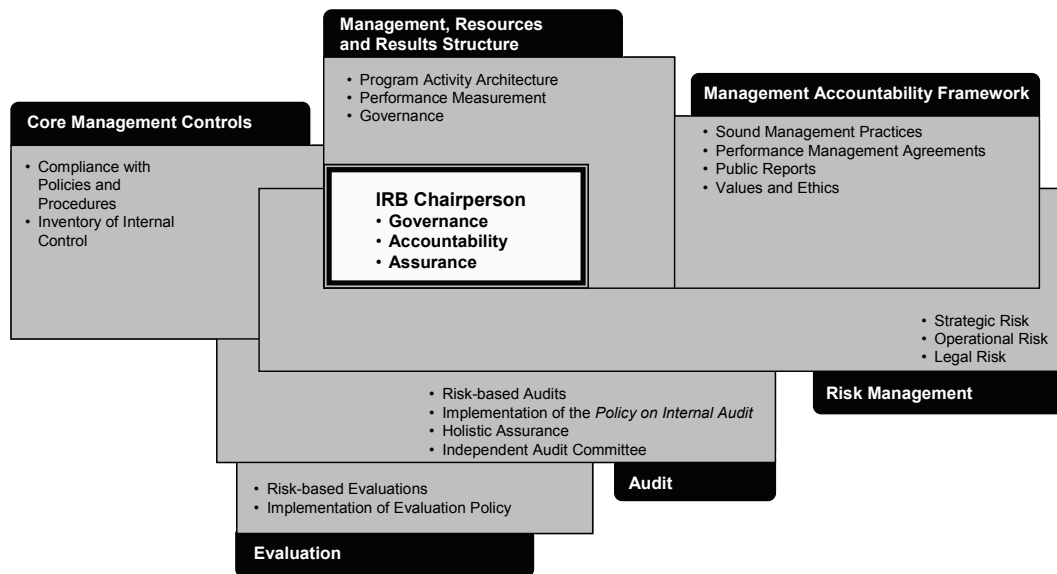 Management, Resources
and Results Structure
• Program Activity Architecture
• Performance Measurement
• Governance
Management Accountability Framework
• Sound Management Practices
• Performance Management Agreements
• Public Reports
• Values and Ethics
Core Management Controls
• Compliance with
Policies and
Procedures
• Inventory of Internal
Control
IRB Chairperson
• Governance
• Accountability
• Assurance
• Strategic Risk
• Operational Risk
• Legal Risk
Risk Management
• Risk-based Audits
• Implementation of the Policy on Internal Audit
• Holistic Assurance
• Independent Audit Committee
Audit
• Risk-based Evaluations
• Implementation of Evaluation Policy
Evaluation